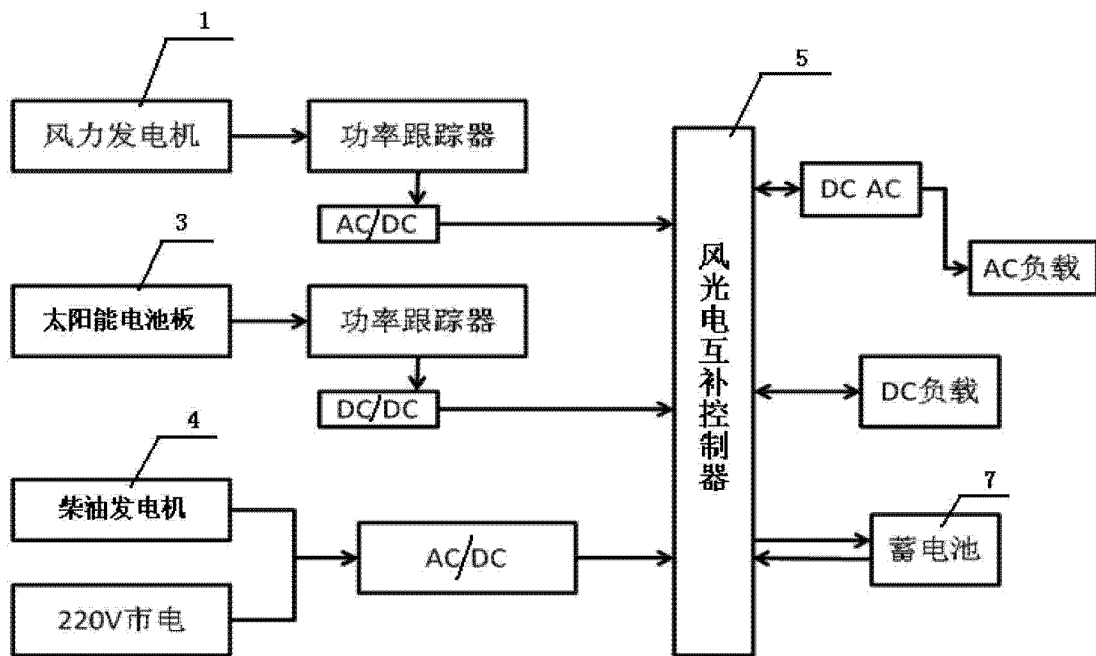 1
5
风力发电机
功率跟踪器
DC AC
AC/DC
3
AC负载
太阳能电池板
功率跟踪器
风光电互补控制器
DC/DC
DC负载
4
柴油发电机
7
AC/DC
蓄电池
220V市电